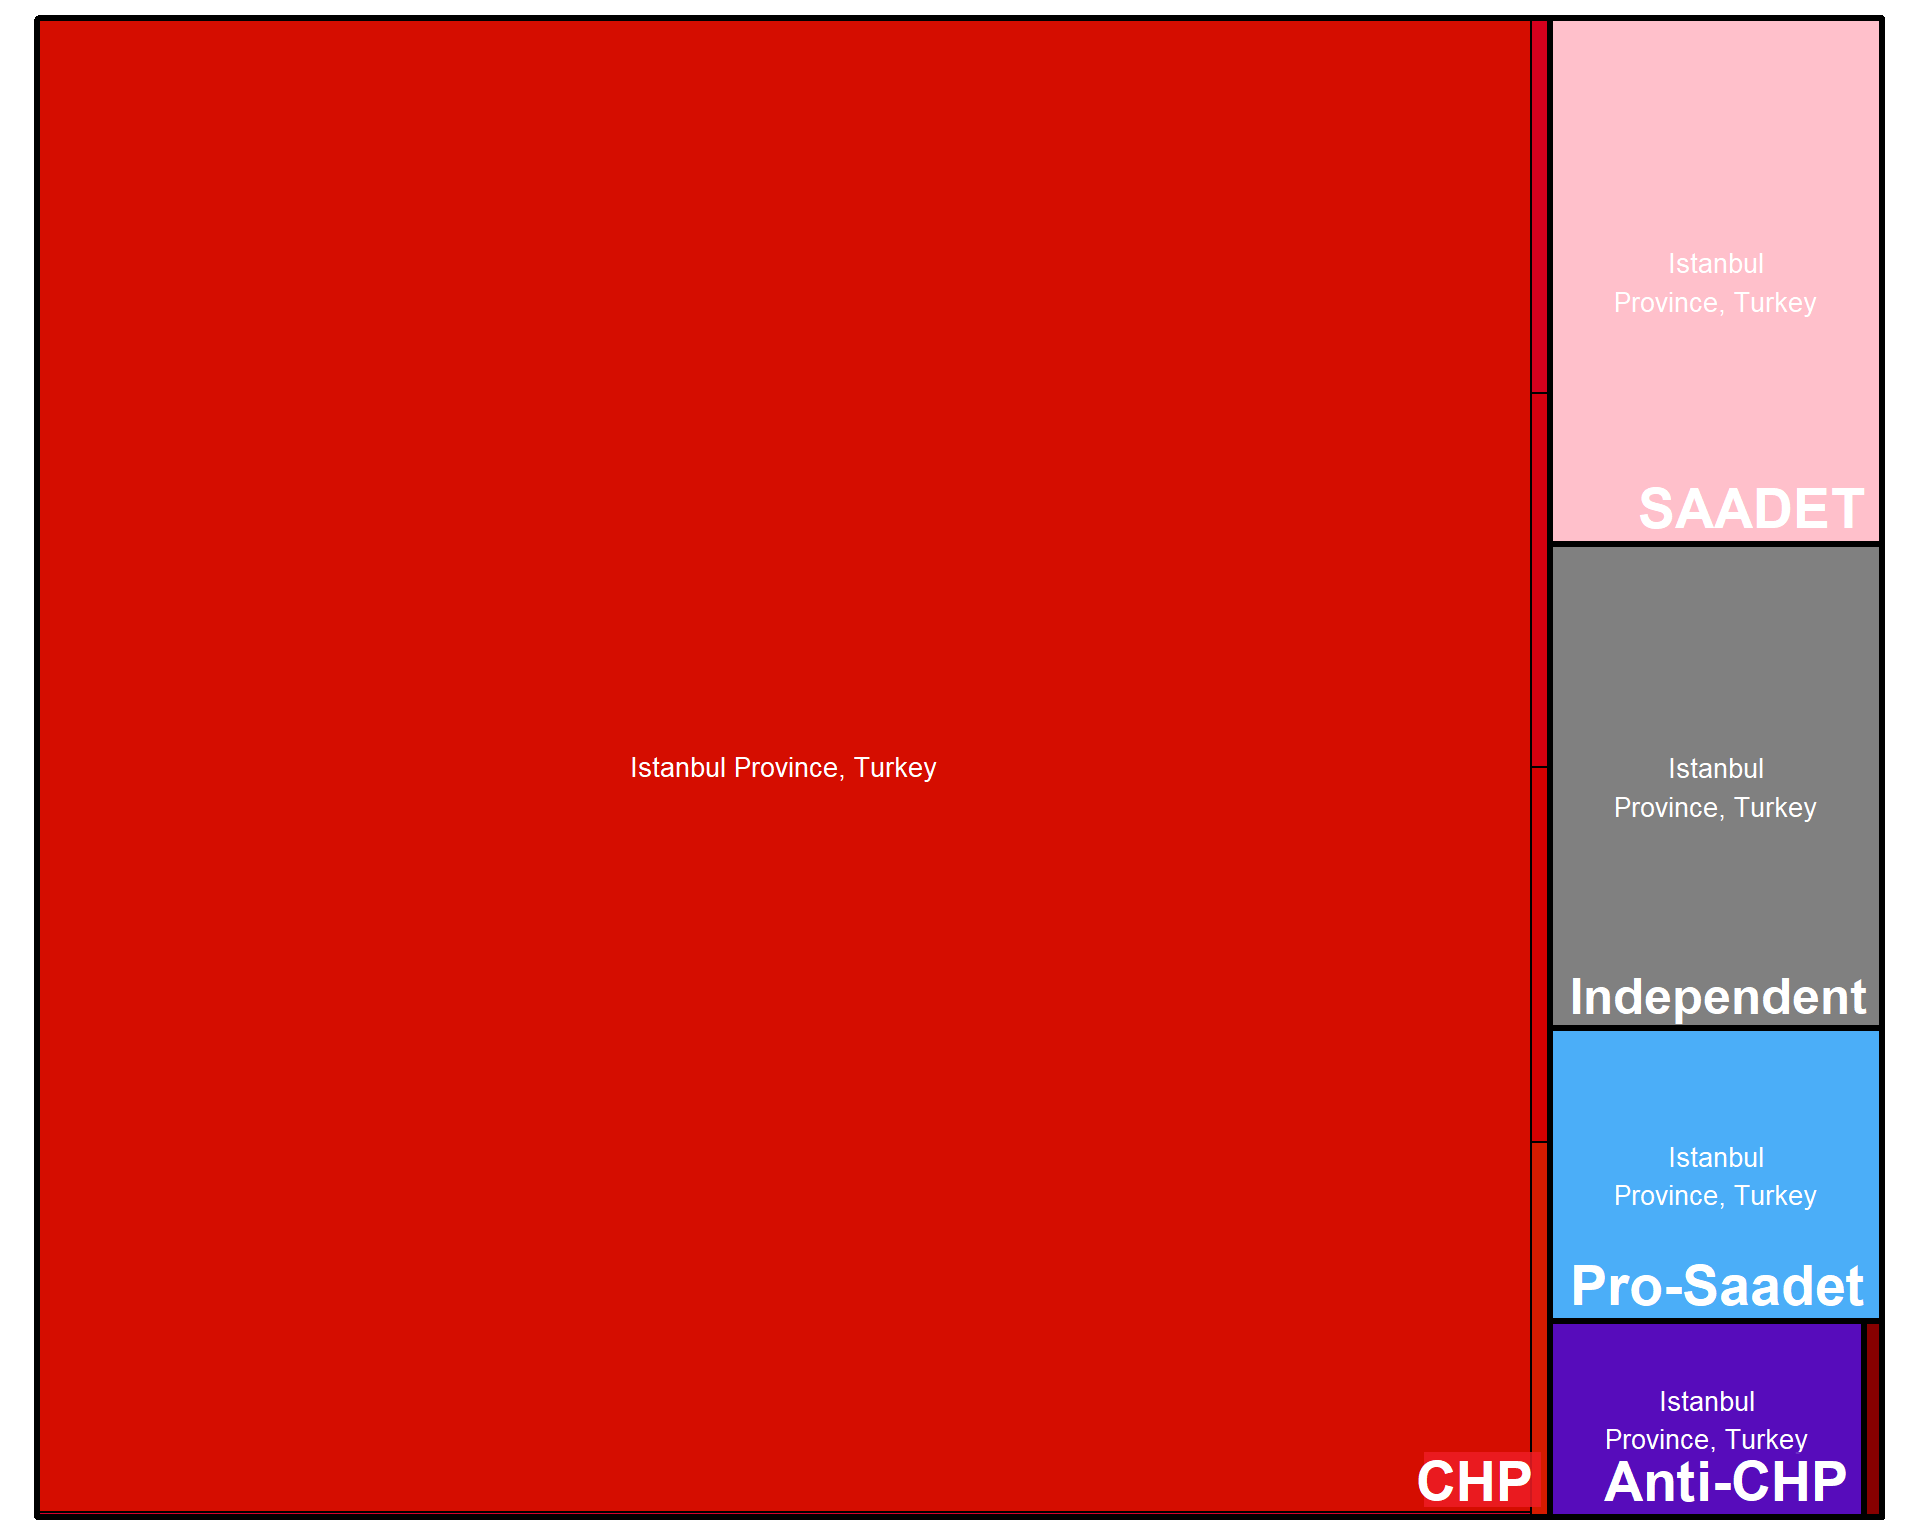 Istanbul Province, Turkey
CHP
Istanbul
Province, Turkey
SAADET
Istanbul
Province, Turkey
Independent
Istanbul
Province, Turkey
Pro-Saadet
Istanbul
Province, Turkey
Anti-CHP